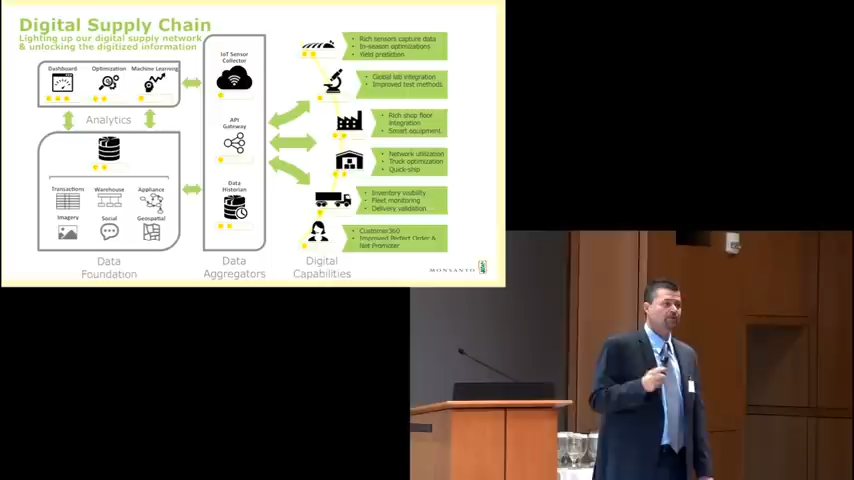 Digital Supply Chain
Lighting up our digital supply network
& unlocking the digitized information
Dashboard
Optimization
Machine Learning
Analytics
Transactions
Warehouse
Appliance
Imagery
Social
Geospatial
Data
Foundation
IoT Sensor
Collector
API
Gateway
Data
Historian
Data
Aggregators
• Rich sensors capture data
• In-season optimizations
• Yield prediction
• Global lab integration
• Improved test methods
• Rich shop floor
integration
• Smart equipment
• Network utilization
• Truck optimization
• Quick-ship
• Inventory visibility
• Fleet monitoring
• Delivery validation
• Customer360
• Improved Perfect Order &
Net Promoter
Digital
Capabilities
MONSANTO